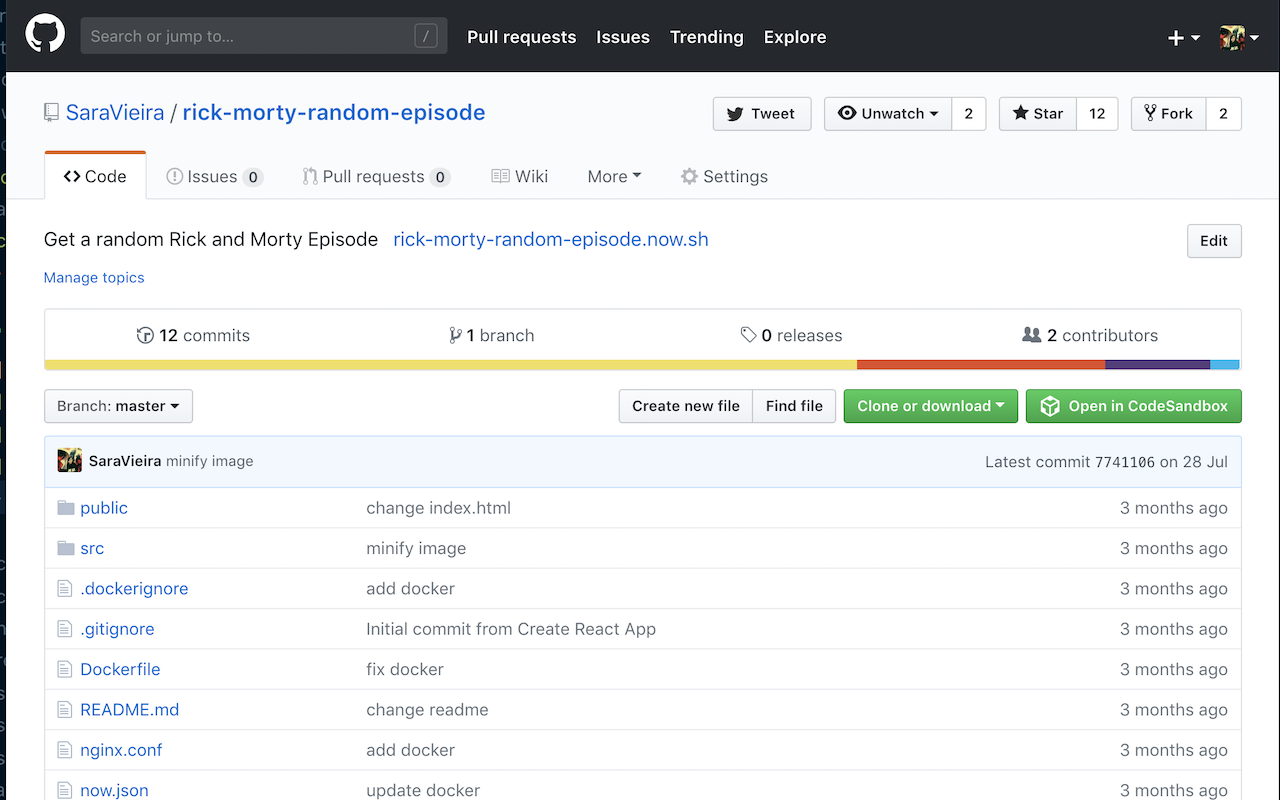 Search or jump to... / Pull requests Issues Trending Explore
SaraVieira / rick-morty-random-episode Tweet Unwatch 2 Star 12 Fork 2
Code Issues 0 Pull requests 0 Wiki More Settings
Get a random Rick and Morty Episode rick-morty-random-episode.now.sh Edit
Manage topics
12 commits 1 branch 0 releases 2 contributors
Branch: master Create new file Find file Clone or download Open in CodeSandbox
SaraVieira minify image Latest commit 7741106 on 28 Jul
public change index.html 3 months ago
src minify image 3 months ago
.dockerignore add docker 3 months ago
.gitignore Initial commit from Create React App 3 months ago
Dockerfile fix docker 3 months ago
README.md change readme 3 months ago
nginx.conf add docker 3 months ago
now.json update docker 3 months ago